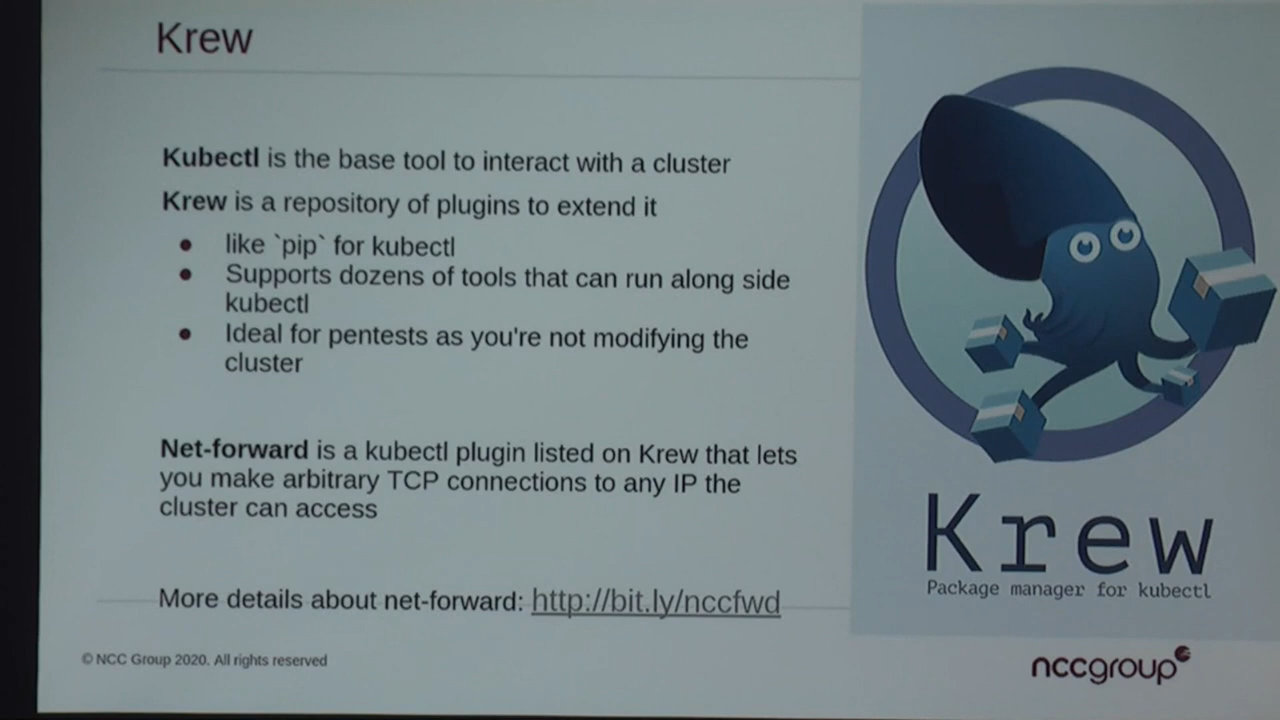 Krew
Kubectl is the base tool to interact with a cluster
Krew is a repository of plugins to extend it
● like `pip` for kubectl
● Supports dozens of tools that can run along side
kubectl
● Ideal for pentests as you're not modifying the
cluster
Net-forward is a kubectl plugin listed on Krew that lets
you make arbitrary TCP connections to any IP the
cluster can access
More details about net-forward: http://bit.ly/nccfwd
Krew
Package manager for kubectl
© NCC Group 2020. All rights reserved
nccgroup